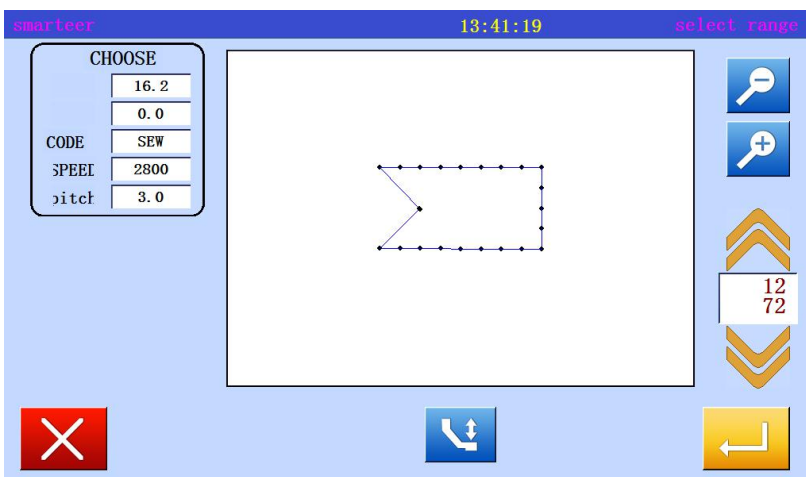 smarteer 13:41:19 select range
CHOOSE
16.2
0.0
CODE SEW
SPEED 2800
pitch 3.0
12
72